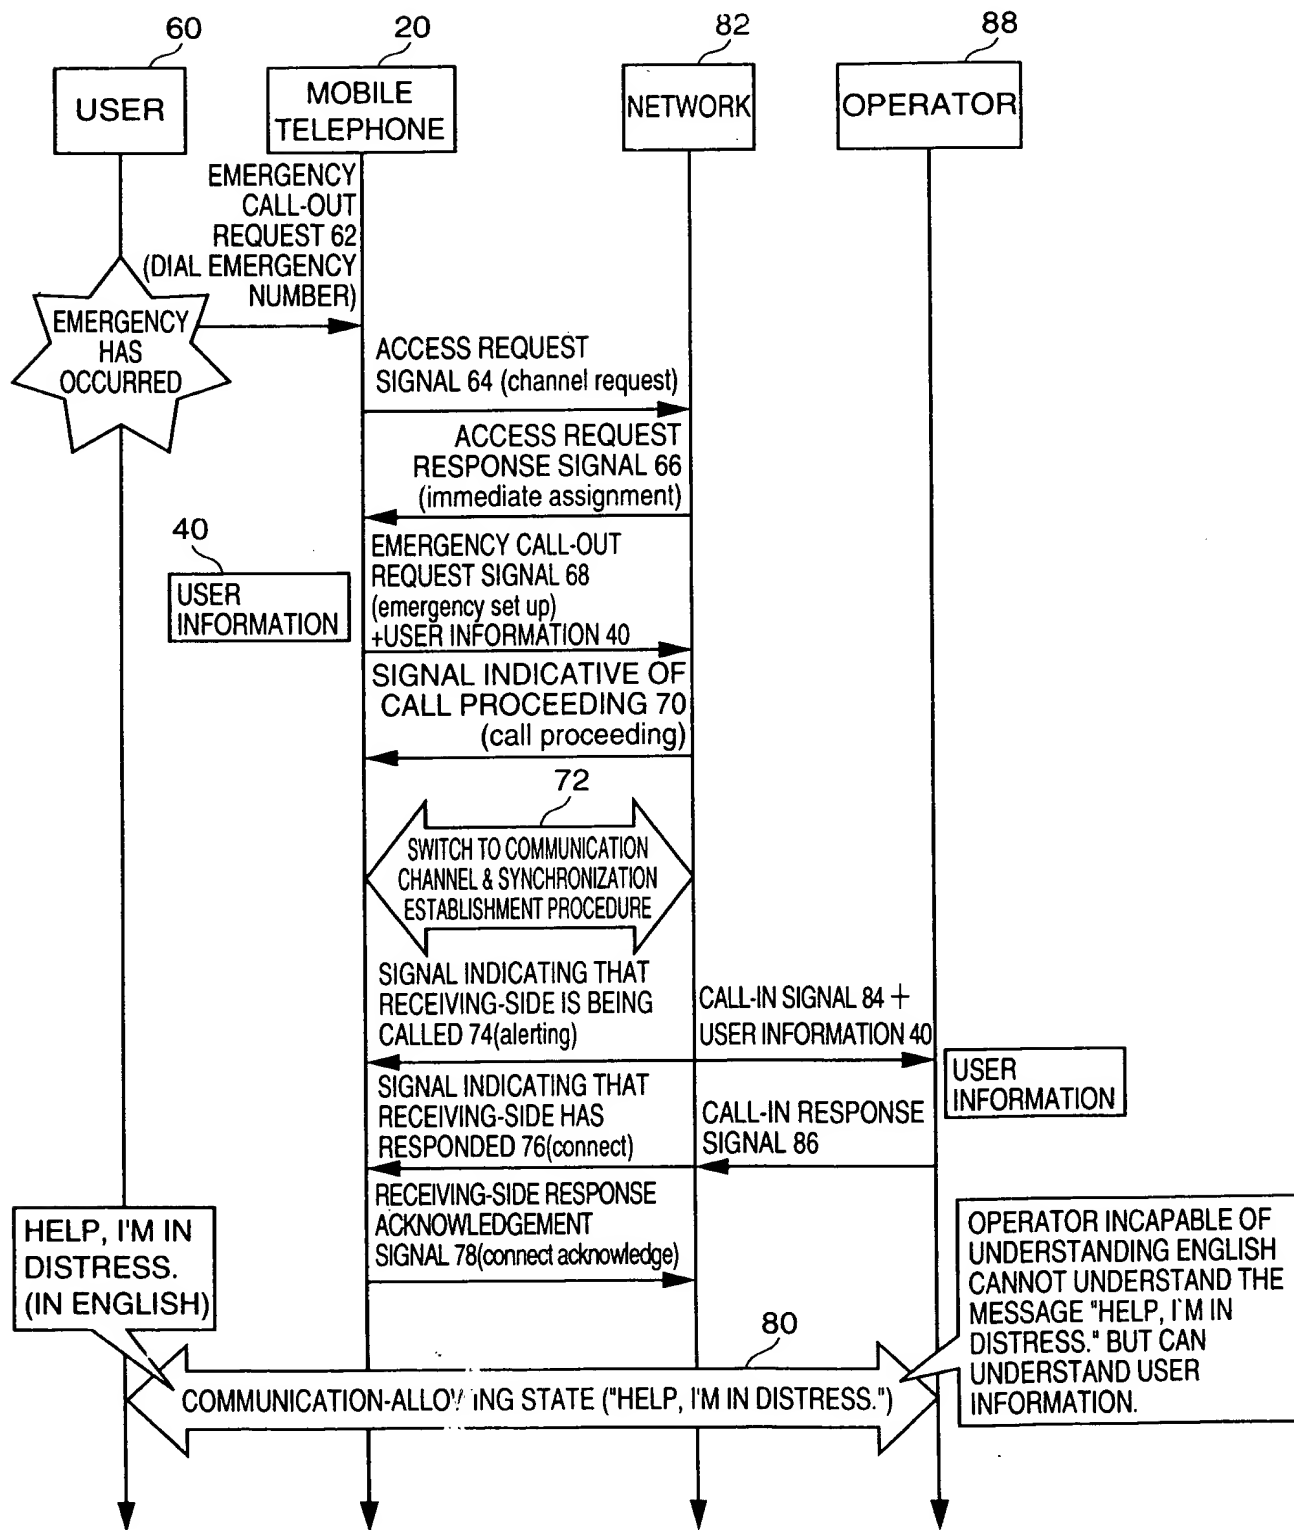 60
20
82
88
USER
MOBILE
TELEPHONE
NETWORK
OPERATOR
EMERGENCY
CALL-OUT
REQUEST 62
(DIAL EMERGENCY
NUMBER)
EMERGENCY
HAS
OCCURRED
ACCESS REQUEST
SIGNAL 64 (channel request)
ACCESS REQUEST
RESPONSE SIGNAL 66
(immediate assignment)
40
USER
INFORMATION
EMERGENCY CALL-OUT
REQUEST SIGNAL 68
(emergency set up)
+USER INFORMATION 40
SIGNAL INDICATIVE OF
CALL PROCEEDING 70
(call proceeding)
72
SWITCH TO COMMUNICATION
CHANNEL & SYNCHRONIZATION
ESTABLISHMENT PROCEDURE
SIGNAL INDICATING THAT
RECEIVING-SIDE IS BEING
CALLED 74(alerting)
CALL-IN SIGNAL 84 +
USER INFORMATION 40
USER
INFORMATION
SIGNAL INDICATING THAT
RECEIVING-SIDE HAS
RESPONDED 76(connect)
CALL-IN RESPONSE
SIGNAL 86
RECEIVING-SIDE RESPONSE
ACKNOWLEDGEMENT
SIGNAL 78(connect acknowledge)
HELP, I'M IN
DISTRESS.
(IN ENGLISH)
OPERATOR INCAPABLE OF
UNDERSTANDING ENGLISH
CANNOT UNDERSTAND THE
MESSAGE "HELP, I'M IN
DISTRESS." BUT CAN
UNDERSTAND USER
INFORMATION.
80
COMMUNICATION-ALLOWING STATE ("HELP, I'M IN DISTRESS.")